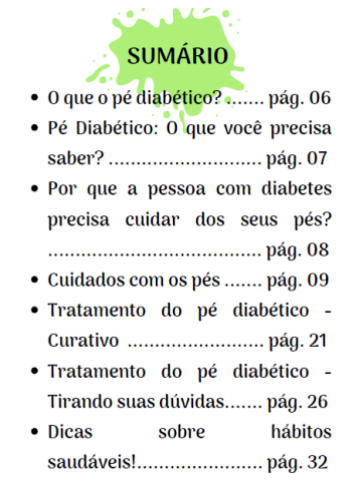 SUMÁRIO
• O que o pé diabético? ....... pág. 06
• Pé Diabético: O que você precisa
saber? ............................ pág. 07
• Por que a pessoa com diabetes
precisa cuidar dos seus pés?
....................................... pág. 08
• Cuidados com os pés ....... pág. 09
• Tratamento do pé diabético -
Curativo ......................... pág. 21
• Tratamento do pé diabético -
Tirando suas dúvidas....... pág. 26
• Dicas sobre hábitos
saudáveis!....................... pág. 32